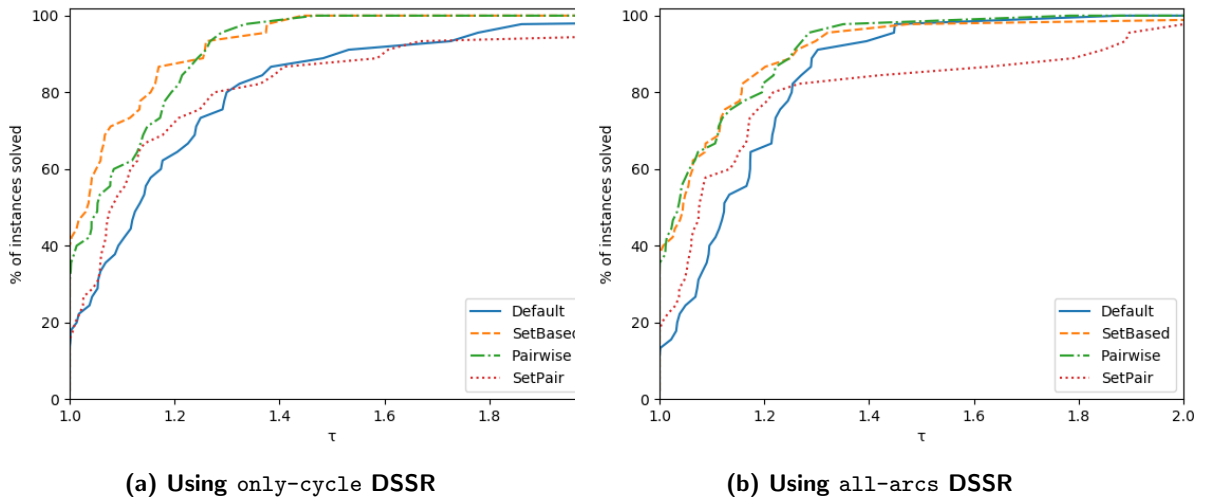 100
80
60
40
20
0
% of instances solved
1.0 1.2 1.4 1.6 1.8
τ
Default
SetBased
Pairwise
SetPair
(a) Using only-cycle DSSR
100
80
60
40
20
0
% of instances solved
1.0 1.2 1.4 1.6 1.8 2.0
τ
Default
SetBased
Pairwise
SetPair
(b) Using all-arcs DSSR